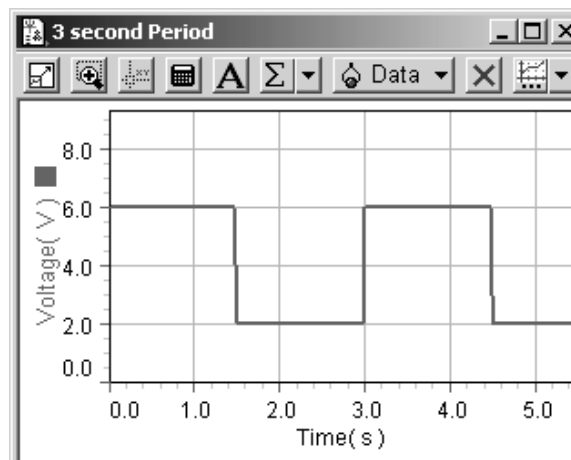 3 second Period
A Σ Data
8.0
6.0
4.0
2.0
0.0
Voltage( V )
0.0 1.0 2.0 3.0 4.0 5.0
Time( s )